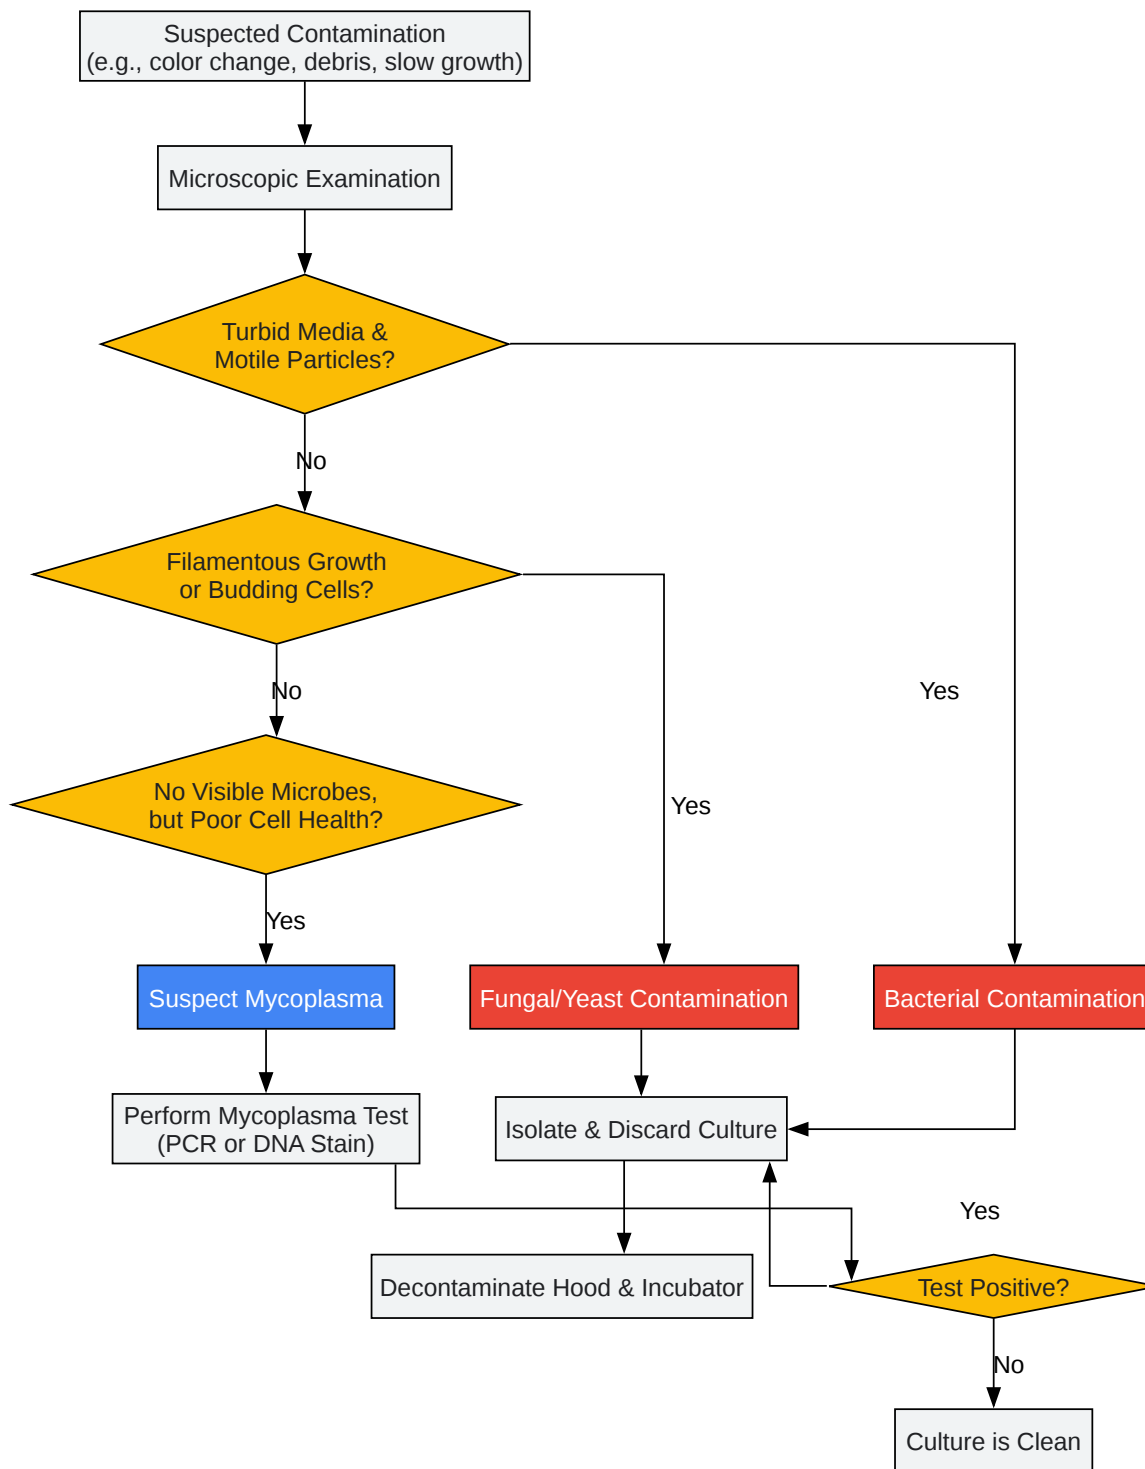 Suspected Contamination
(e.g., color change, debris, slow growth)
Microscopic Examination
Turbid Media &
Motile Particles?
No
Filamentous Growth
or Budding Cells?
No
Yes
No Visible Microbes,
but Poor Cell Health?
Yes
Yes
Suspect Mycoplasma
Fungal/Yeast Contamination
Bacterial Contamination
Perform Mycoplasma Test
(PCR or DNA Stain)
Isolate & Discard Culture
Yes
Decontaminate Hood & Incubator
Test Positive?
No
Culture is Clean